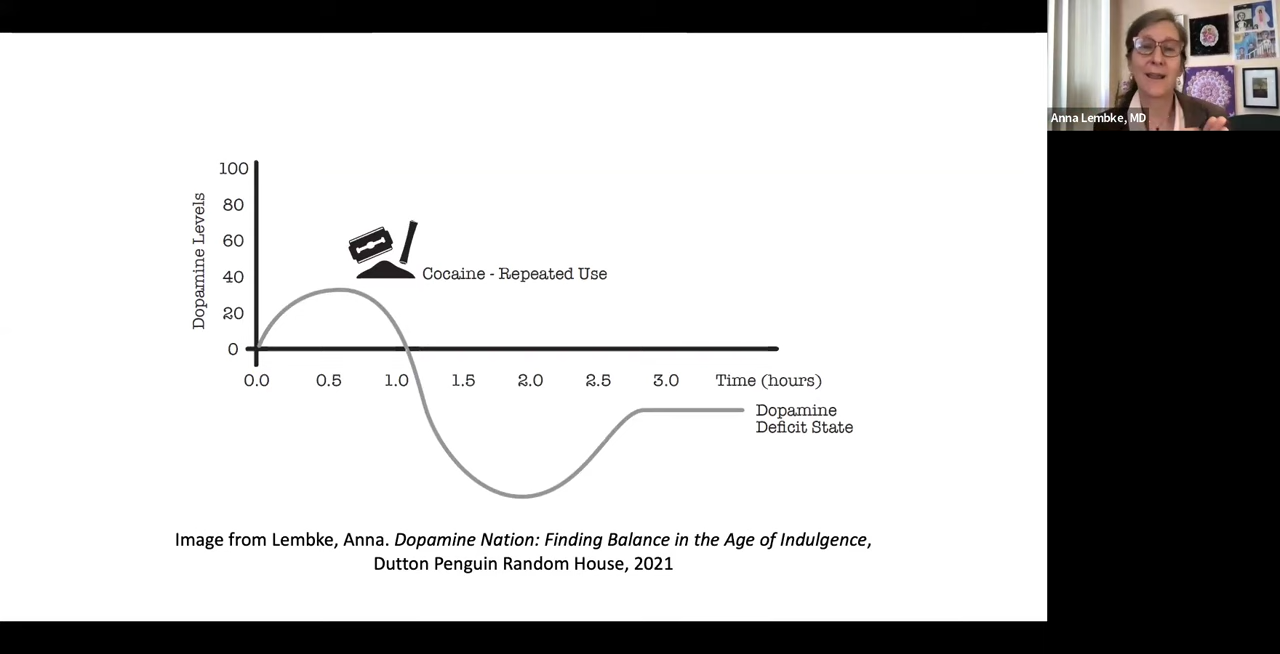 Anna Lembke, MD
100
80
60
40
20
0
Dopamine Levels
Cocaine - Repeated Use
0.0 0.5 1.0 1.5 2.0 2.5 3.0 Time (hours)
Dopamine
Deficit State
Image from Lembke, Anna. Dopamine Nation: Finding Balance in the Age of Indulgence,
Dutton Penguin Random House, 2021